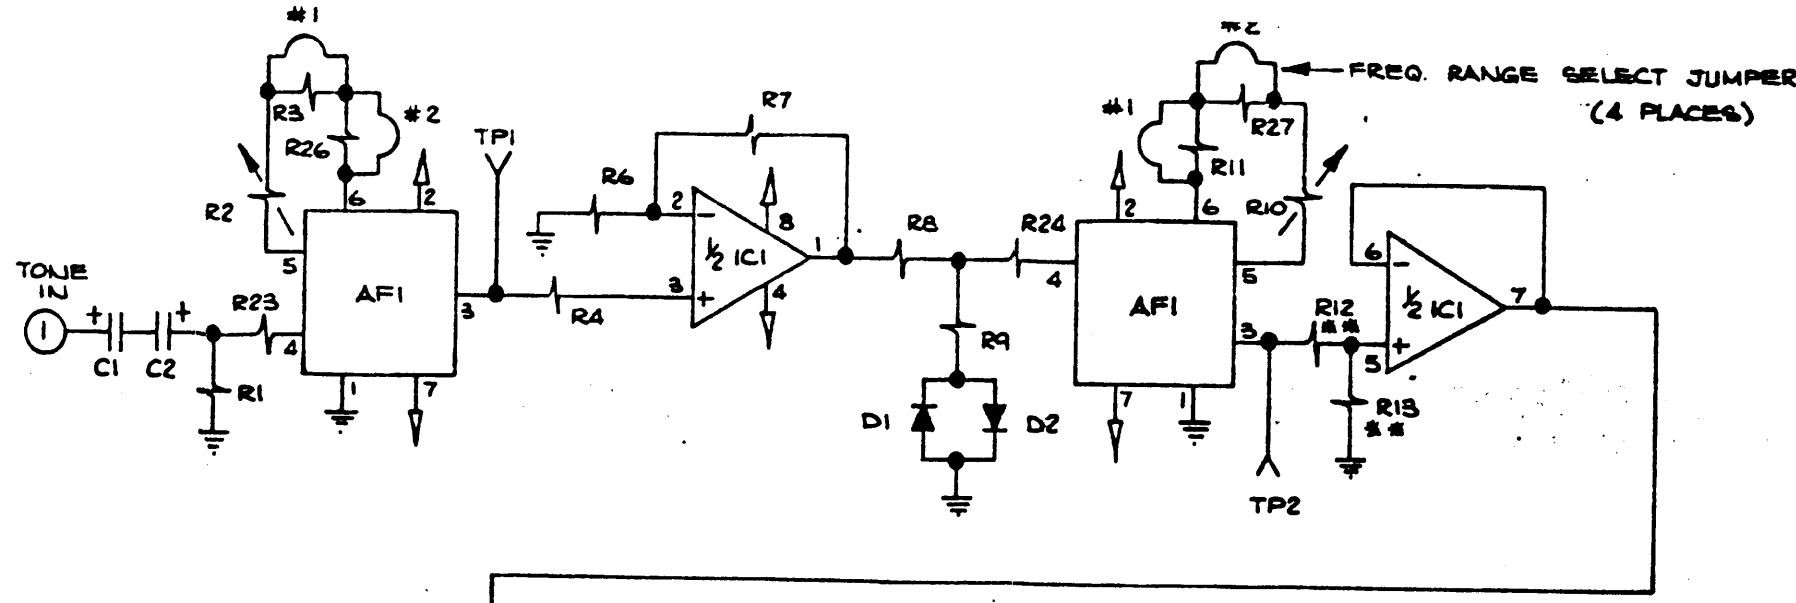 #1
#2
FREQ. RANGE SELECT JUMPER
(4 PLACES)
R3
#2
R26
R7
TP1
#1
R27
R11
R2
6
2
R6
2
8
1/2 IC1
1
R8
R24
2
6
R10
6
TONE
IN
5
AF1
3
3
4
4
AF1
5
1/2 IC1
7
1
+
C1
+
C2
R23
4
R4
R12
**
3
5
R1
1
7
R9
7
1
R13
**
D1
D2
TP2